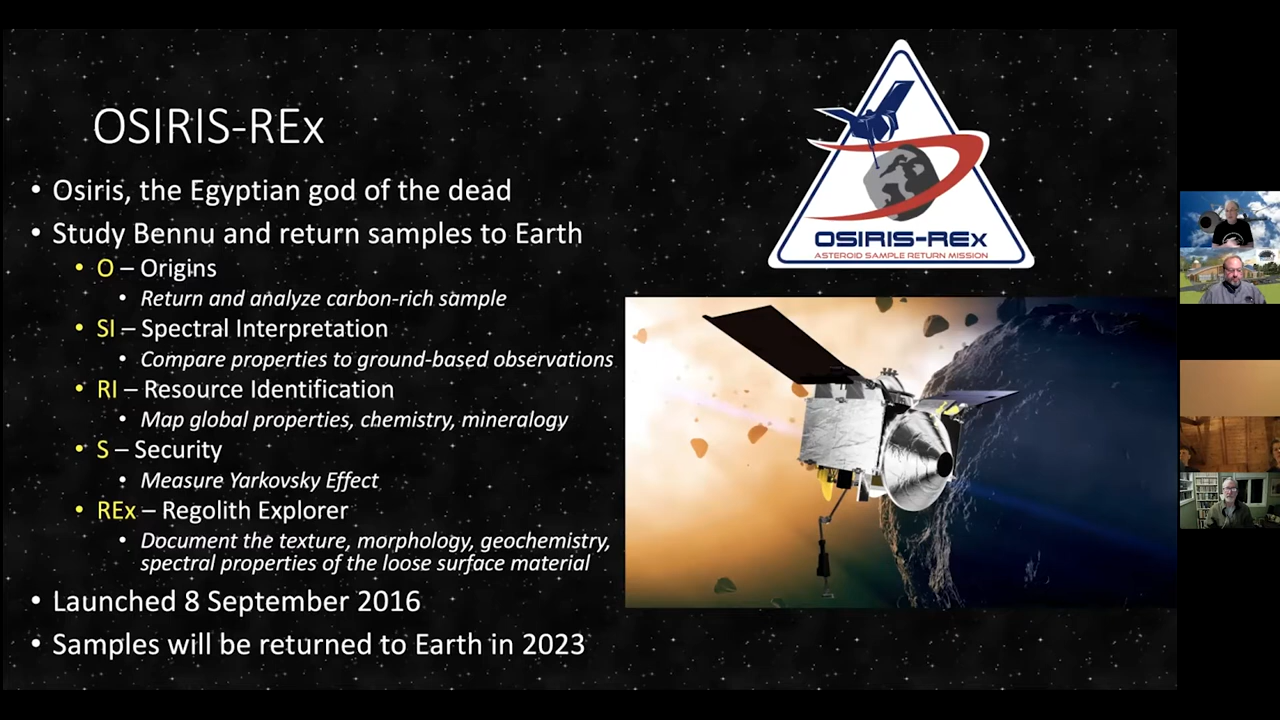 OSIRIS-REx
• Osiris, the Egyptian god of the dead
• Study Bennu and return samples to Earth
• O – Origins
• Return and analyze carbon-rich sample
• SI – Spectral Interpretation
• Compare properties to ground-based observations
• RI – Resource Identification
• Map global properties, chemistry, mineralogy
• S – Security
• Measure Yarkovsky Effect
• REx – Regolith Explorer
• Document the texture, morphology, geochemistry,
spectral properties of the loose surface material
• Launched 8 September 2016
• Samples will be returned to Earth in 2023
OSIRIS-REx
ASTEROID SAMPLE RETURN MISSION